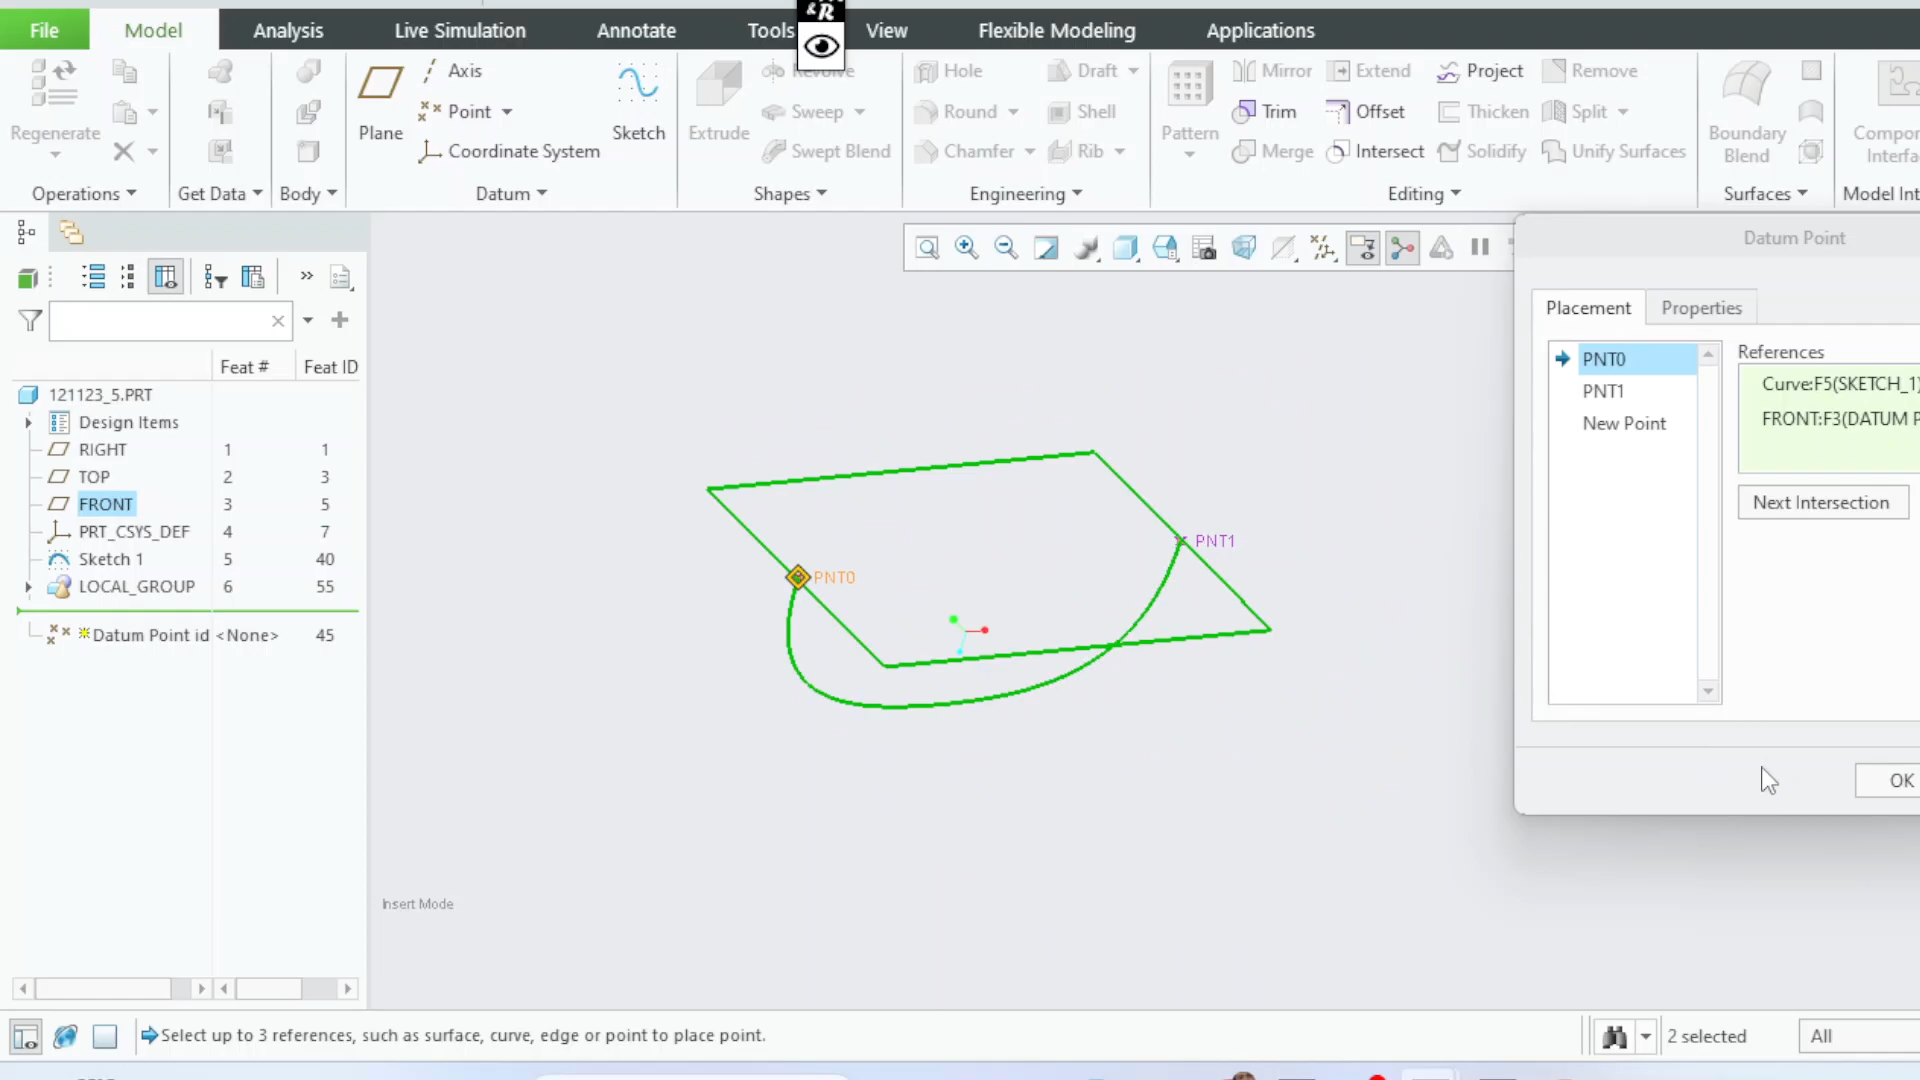 File Model Analysis Live Simulation Annotate Tools View Flexible Modeling Applications
Axis Revolve Hole Draft Mirror Extend Project Remove
Point Sweep Round Shell Trim Offset Thicken Split
Regenerate Plane Sketch Extrude Pattern Boundary Blend
Coordinate System Swept Blend Chamfer Rib Merge Intersect Solidify Unify Surfaces
Operations Get Data Body Datum Shapes Engineering Editing Surfaces
Datum Point
Placement Properties
Feat # Feat ID
121123_5.PRT
Design Items
RIGHT 1 1
TOP 2 3
FRONT 3 5
PRT_CSYS_DEF 4 7
Sketch 1 5 40
LOCAL_GROUP 6 55
Datum Point id <None> 45
PNT0
PNT1
PNT0
PNT1
New Point
References
Curve:F5(SKETCH_1)
FRONT:F3(DATUM P
Next Intersection
OK
Insert Mode
Select up to 3 references, such as surface, curve, edge or point to place point.
2 selected
All